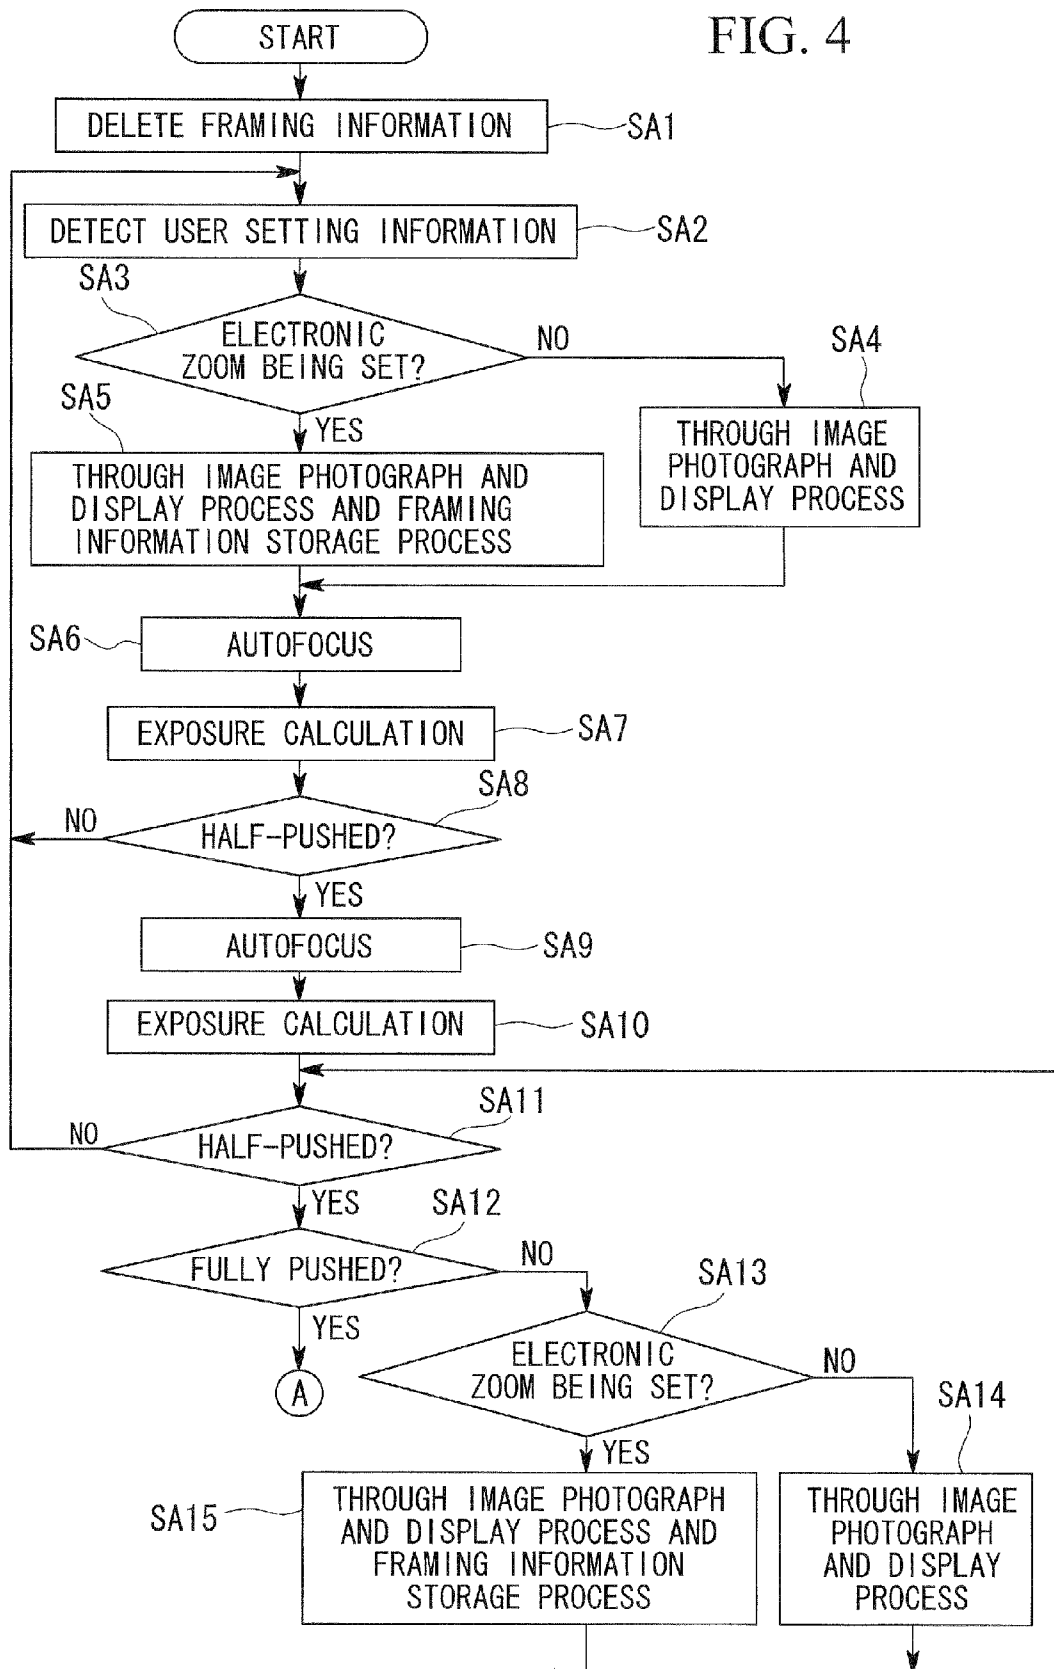 FIG. 4
START
DELETE FRAMING INFORMATION
SA1
DETECT USER SETTING INFORMATION
SA2
SA3
ELECTRONIC
ZOOM BEING SET?
NO
YES
SA4
THROUGH IMAGE
PHOTOGRAPH AND
DISPLAY PROCESS
SA5
THROUGH IMAGE PHOTOGRAPH AND
DISPLAY PROCESS AND FRAMING
INFORMATION STORAGE PROCESS
SA6
AUTOFOCUS
EXPOSURE CALCULATION
SA7
SA8
HALF-PUSHED?
NO
YES
AUTOFOCUS
SA9
EXPOSURE CALCULATION
SA10
SA11
HALF-PUSHED?
NO
YES
SA12
FULLY PUSHED?
NO
YES
A
SA13
ELECTRONIC
ZOOM BEING SET?
NO
YES
SA14
THROUGH IMAGE
PHOTOGRAPH
AND DISPLAY
PROCESS
SA15
THROUGH IMAGE PHOTOGRAPH
AND DISPLAY PROCESS AND
FRAMING INFORMATION
STORAGE PROCESS